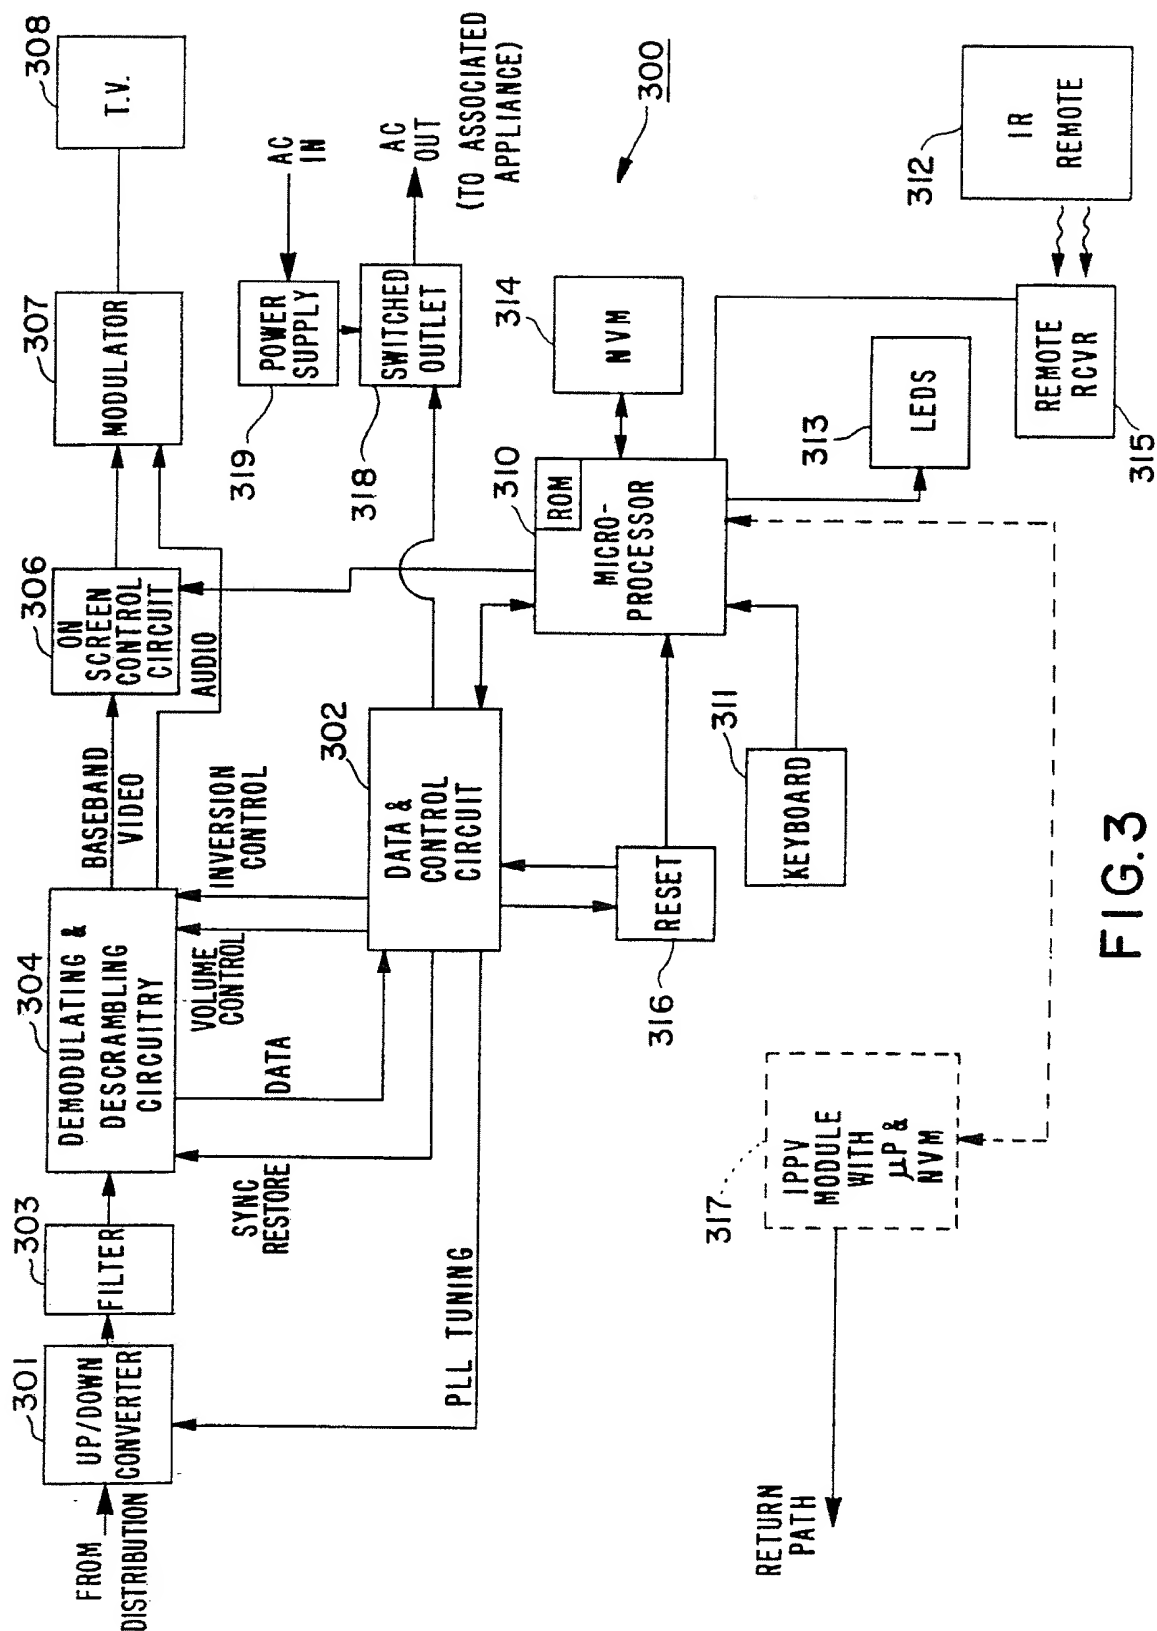 FROM
DISTRIBUTION
301
UP/DOWN
CONVERTER
303
FILTER
304
DEMODULATING &
DESCRAMBLING
CIRCUITRY
BASEBAND
VIDEO
AUDIO
306
ON
SCREEN
CONTROL
CIRCUIT
307
MODULATOR
308
T.V.
SYNC
RESTORE
DATA
VOLUME
CONTROL
INVERSION
CONTROL
PLL TUNING
302
DATA &
CONTROL
CIRCUIT
319
POWER
SUPPLY
AC
IN
318
SWITCHED
OUTLET
AC
OUT
(TO ASSOCIATED
APPLIANCE)
310
ROM
MICRO-
PROCESSOR
314
NVM
300
316
RESET
311
KEYBOARD
313
LEDS
315
REMOTE
RCVR
312
IR
REMOTE
317
IPPV
MODULE
WITH
μP &
NVM
RETURN
PATH
FIG. 3